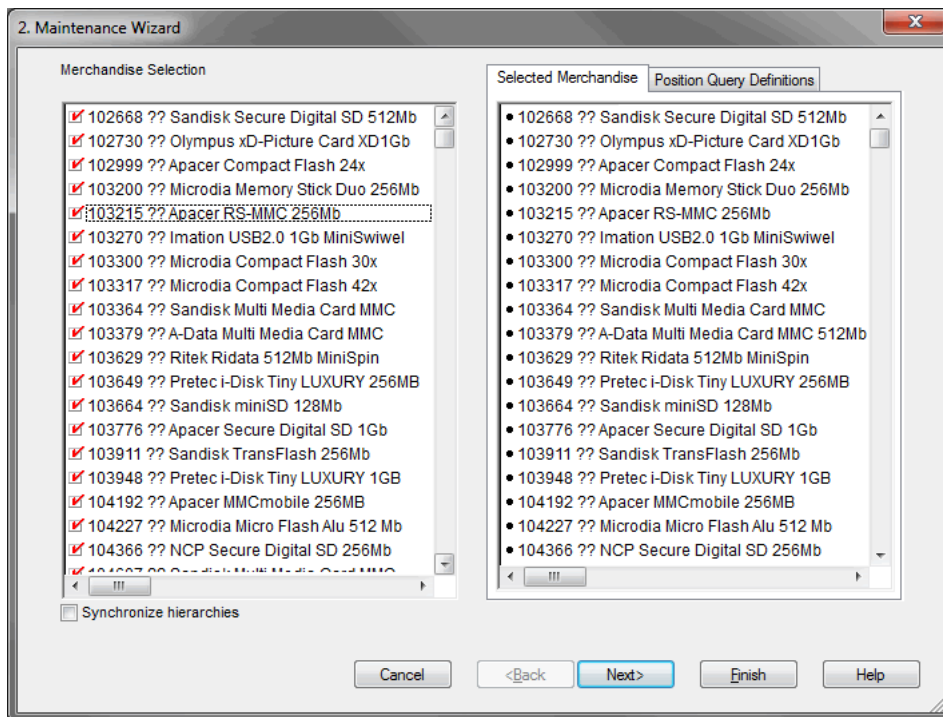 2. Maintenance Wizard
Merchandise Selection
102668 ?? Sandisk Secure Digital SD 512Mb
102730 ?? Olympus xD-Picture Card XD1Gb
102999 ?? Apacer Compact Flash 24x
103200 ?? Microdia Memory Stick Duo 256Mb
103215 ?? Apacer RS-MMC 256Mb
103270 ?? Imation USB2.0 1Gb MiniSwiwel
103300 ?? Microdia Compact Flash 30x
103317 ?? Microdia Compact Flash 42x
103364 ?? Sandisk Multi Media Card MMC
103379 ?? A-Data Multi Media Card MMC
103629 ?? Ritek Ridata 512Mb MiniSpin
103649 ?? Pretec i-Disk Tiny LUXURY 256MB
103664 ?? Sandisk miniSD 128Mb
103776 ?? Apacer Secure Digital SD 1Gb
103911 ?? Sandisk TransFlash 256Mb
103948 ?? Pretec i-Disk Tiny LUXURY 1GB
104192 ?? Apacer MMCmobile 256MB
104227 ?? Microdia Micro Flash Alu 512 Mb
104366 ?? NCP Secure Digital SD 256Mb
Synchronize hierarchies
Selected Merchandise
Position Query Definitions
102668 ?? Sandisk Secure Digital SD 512Mb
102730 ?? Olympus xD-Picture Card XD1Gb
102999 ?? Apacer Compact Flash 24x
103200 ?? Microdia Memory Stick Duo 256Mb
103215 ?? Apacer RS-MMC 256Mb
103270 ?? Imation USB2.0 1Gb MiniSwiwel
103300 ?? Microdia Compact Flash 30x
103317 ?? Microdia Compact Flash 42x
103364 ?? Sandisk Multi Media Card MMC
103379 ?? A-Data Multi Media Card MMC 512Mb
103629 ?? Ritek Ridata 512Mb MiniSpin
103649 ?? Pretec i-Disk Tiny LUXURY 256MB
103664 ?? Sandisk miniSD 128Mb
103776 ?? Apacer Secure Digital SD 1Gb
103911 ?? Sandisk TransFlash 256Mb
103948 ?? Pretec i-Disk Tiny LUXURY 1GB
104192 ?? Apacer MMCmobile 256MB
104227 ?? Microdia Micro Flash Alu 512 Mb
104366 ?? NCP Secure Digital SD 256Mb
Cancel
<Back
Next>
Finish
Help